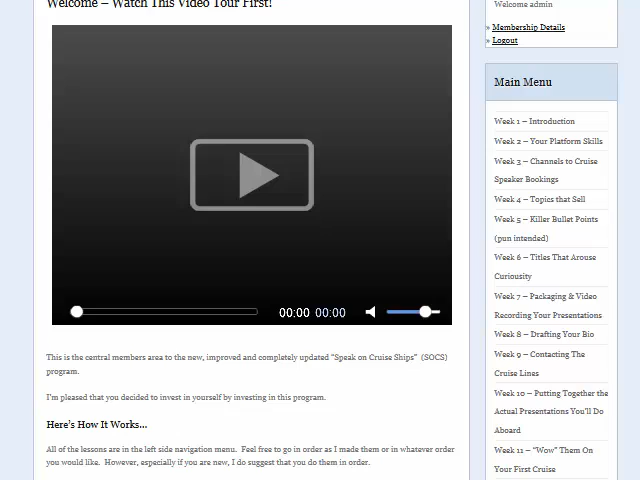 Welcome – Watch This Video Tour First!
00:00 00:00
This is the central members area to the new, improved and completely updated "Speak on Cruise Ships" (SOCS)
program.
I'm pleased that you decided to invest in yourself by investing in this program.
Here's How It Works...
All of the lessons are in the left side navigation menu. Feel free to go in order as I made them or in whatever order
you would like. However, especially if you are new, I do suggest that you do them in order.
Welcome admin
» Membership Details
» Logout
Main Menu
Week 1 – Introduction
Week 2 – Your Platform Skills
Week 3 – Channels to Cruise
Speaker Bookings
Week 4 – Topics that Sell
Week 5 – Killer Bullet Points
(pun intended)
Week 6 – Titles That Arouse
Curiousity
Week 7 – Packaging & Video
Recording Your Presentations
Week 8 – Drafting Your Bio
Week 9 – Contacting The
Cruise Lines
Week 10 – Putting Together the
Actual Presentations You'll Do
Aboard
Week 11 – "Wow" Them On
Your First Cruise